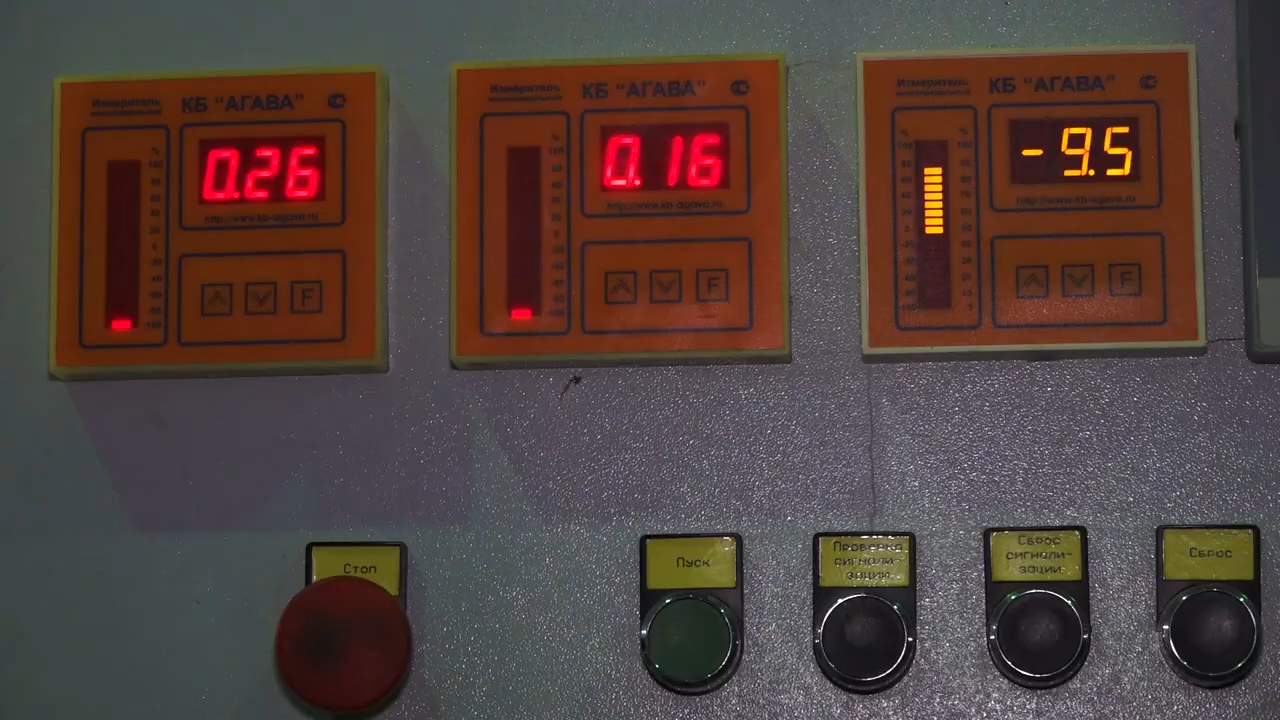 Измеритель
КБ "АГАВА"
0.26
http://www.kb-agava.ru
F
Измеритель
КБ "АГАВА"
0.16
http://www.kb-agava.ru
F
Измеритель
КБ "АГАВА"
-9.5
http://www.kb-agava.ru
F
Стоп
Пуск
Проверка
сигнали-
зации
Сброс
сигнали-
зации
Сброс